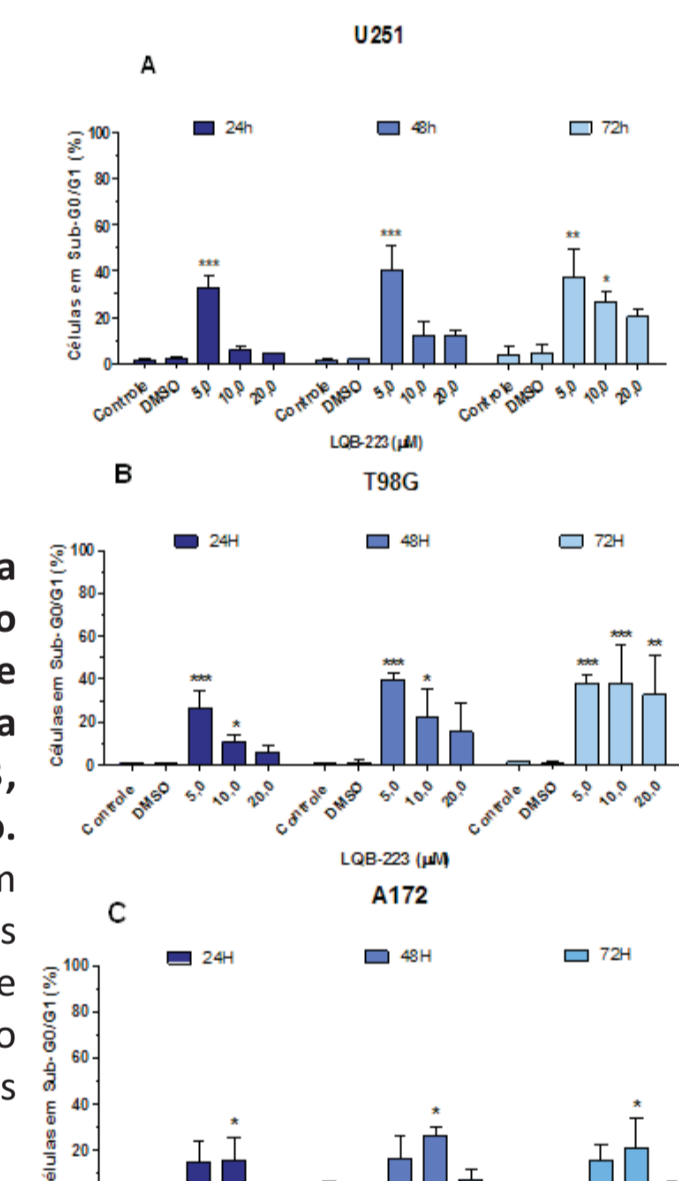 U251
A
24h 48h 72h
Células em Sub-G0/G1 (%)
100
80
60
40
20
0
*** *** ** *
Controle DMSO 5,0 10,0 20,0 Controle DMSO 5,0 10,0 20,0 Controle DMSO 5,0 10,0 20,0
LQB-223 (µM)
B
T98G
24H 48H 72H
Células em Sub-G0/G1 (%)
100
80
60
40
20
0
*** * *** * *** *** **
Controle DMSO 5,0 10,0 20,0 Controle DMSO 5,0 10,0 20,0 Controle DMSO 5,0 10,0 20,0
LQB-223 (µM)
A172
C
24H 48H 72H
élulas em Sub-G0/G1 (%)
100
80
60
40
20
* * *
a
o
e
a
,
.
s
e
o
s